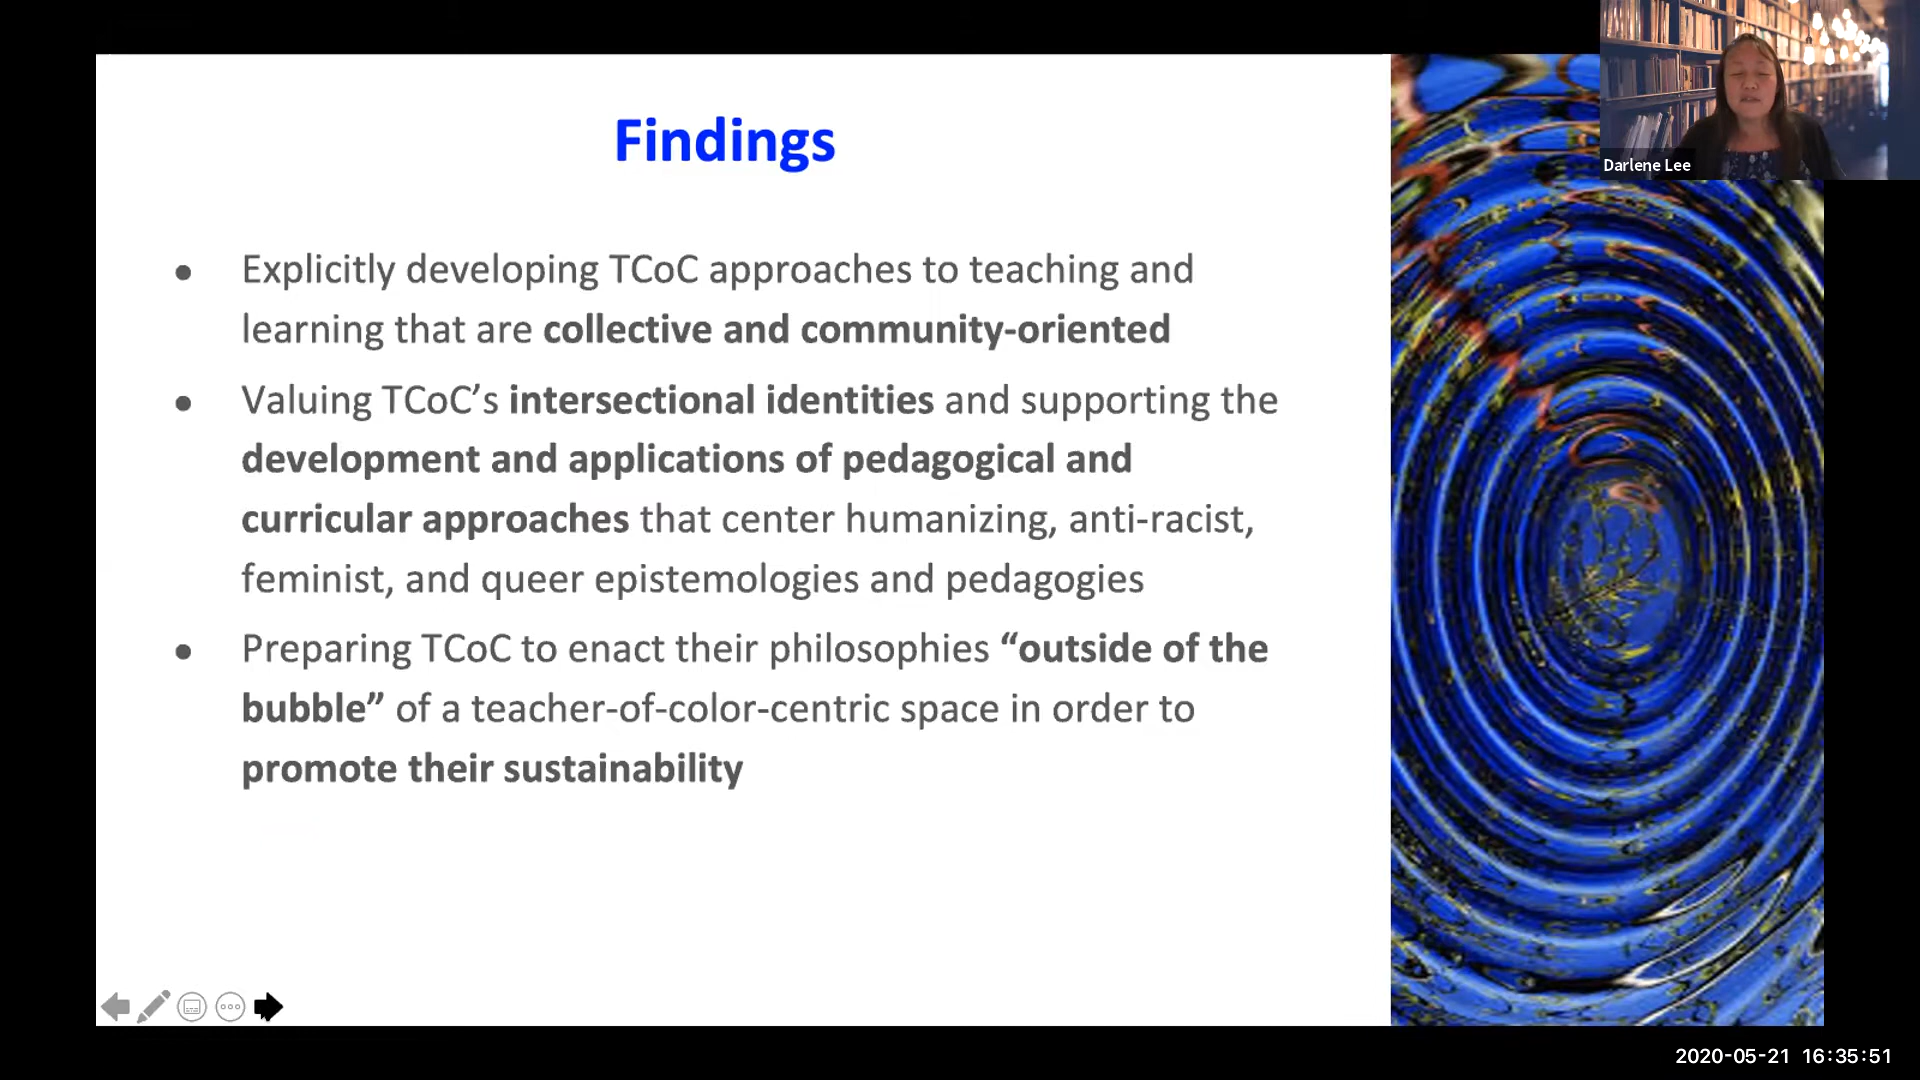 Findings
Darlene Lee
● Explicitly developing TCoC approaches to teaching and
learning that are collective and community-oriented
● Valuing TCoC’s intersectional identities and supporting the
development and applications of pedagogical and
curricular approaches that center humanizing, anti-racist,
feminist, and queer epistemologies and pedagogies
● Preparing TCoC to enact their philosophies “outside of the
bubble” of a teacher-of-color-centric space in order to
promote their sustainability
2020-05-21 16:35:51